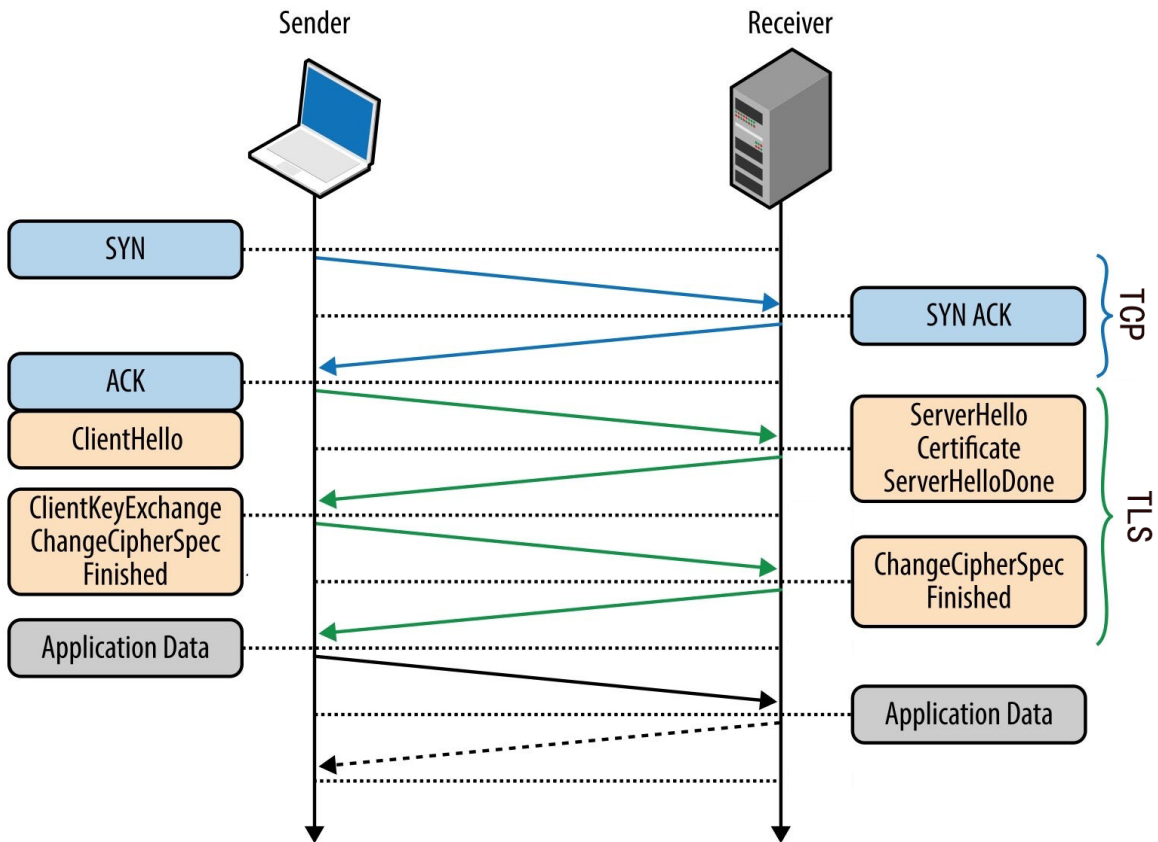 Sender
Receiver
SYN
SYN ACK
TCP
ACK
ClientHello
ServerHello
Certificate
ServerHelloDone
TLS
ClientKeyExchange
ChangeCipherSpec
Finished
ChangeCipherSpec
Finished
Application Data
Application Data